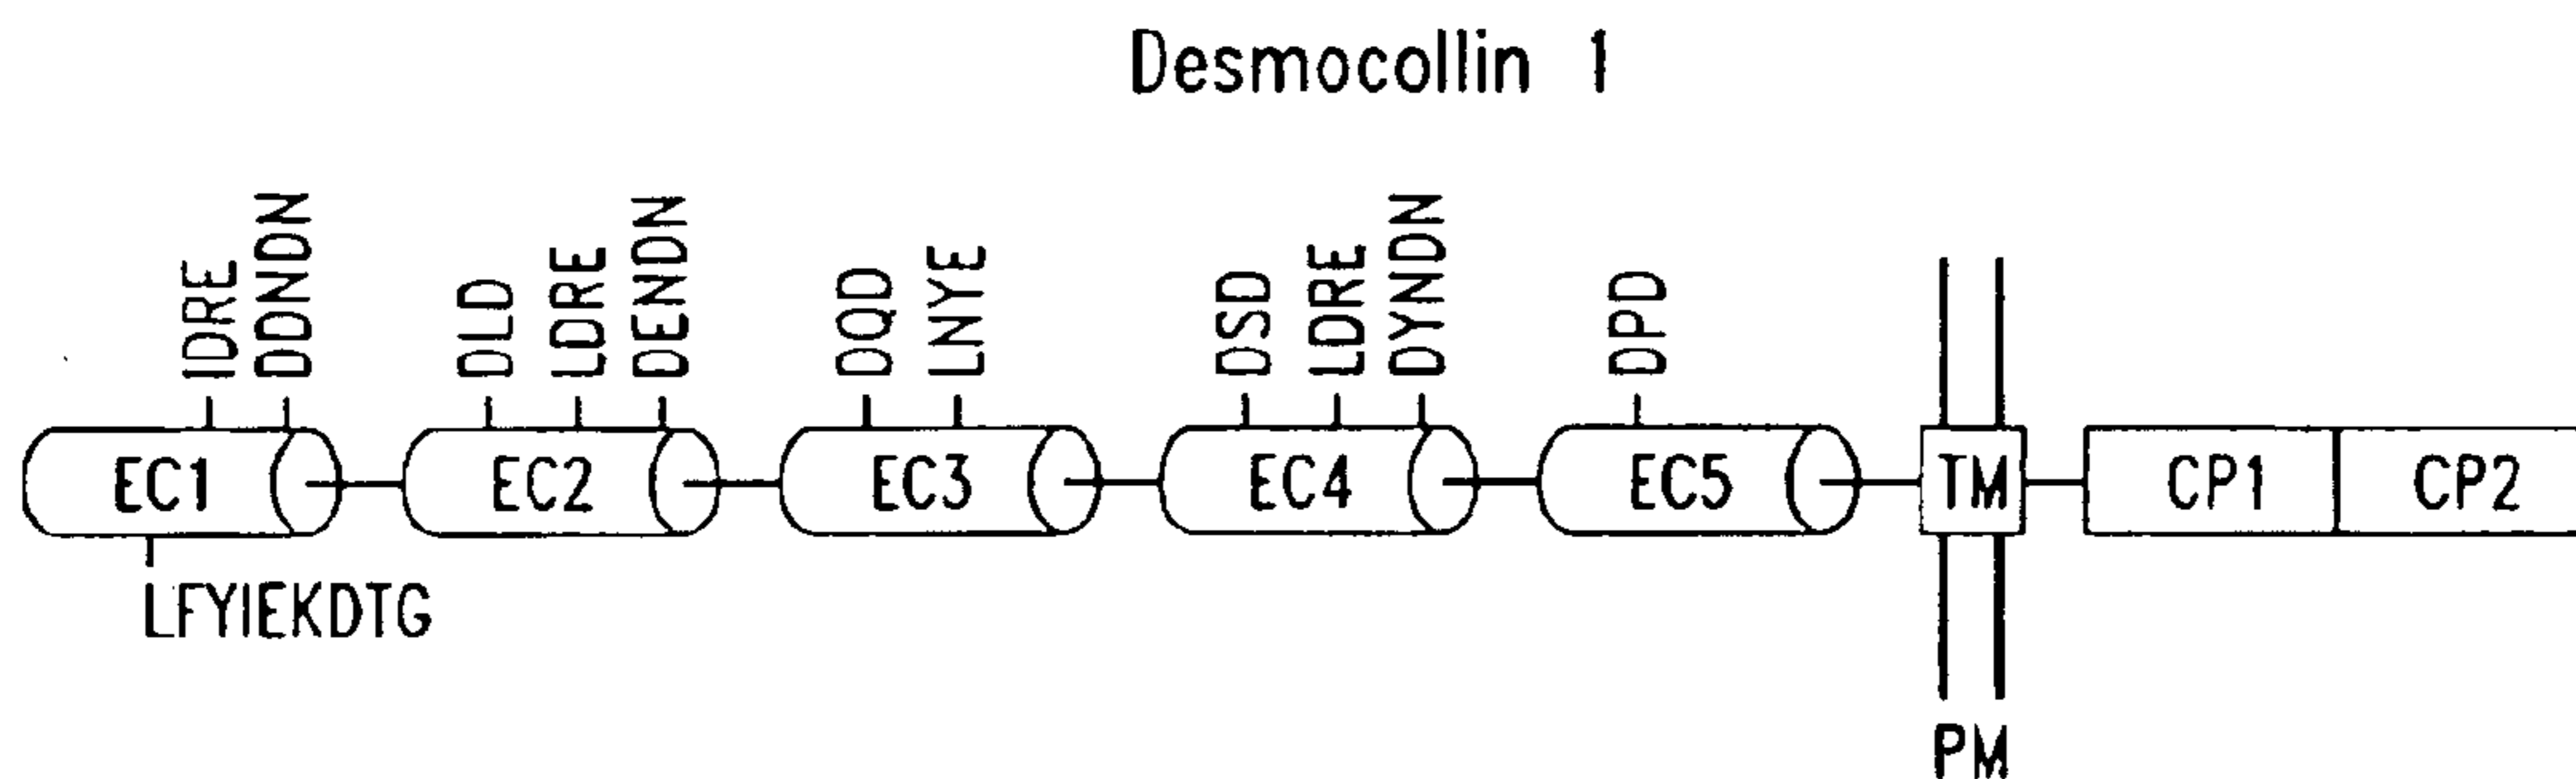 Desmocollin 1
IDRE
DDNDN
DLD
LDRE
DENDN
DQD
LNYE
DSD
LDRE
DYNDN
DPD
EC1
EC2
EC3
EC4
EC5
TM
CP1
CP2
LFYIEKDTG
PM